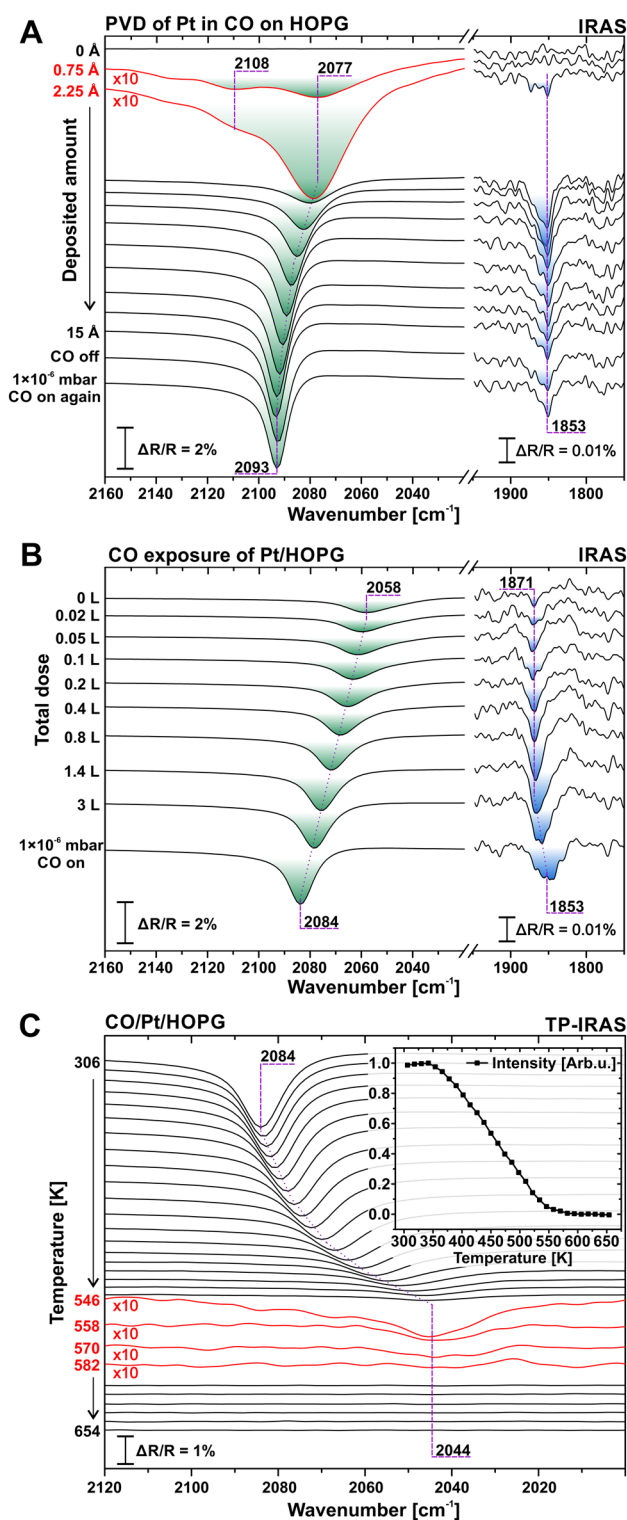 A PVD of Pt in CO on HOPG IRAS
0 Å
0.75 Å
x10
2.25 Å
x10
2108
2077
Deposited amount
15 Å
CO off
1×10⁻⁶ mbar
CO on again
ΔR/R = 2%
2093
1853
ΔR/R = 0.01%
2160 2140 2120 2100 2080 2060 2040 1900 1850 1800
Wavenumber [cm⁻¹] Wavenumber
B CO exposure of Pt/HOPG IRAS
0 L
0.02 L
0.05 L
0.1 L
0.2 L
0.4 L
0.8 L
1.4 L
3 L
1×10⁻⁶ mbar
CO on
Total dose
2058
1871
ΔR/R = 2%
2084
1853
ΔR/R = 0.01%
2160 2140 2120 2100 2080 2060 2040 1900 1850 1800
Wavenumber [cm⁻¹] Wavenumber
C CO/Pt/HOPG TP-IRAS
306
2084
Intensity [Arb.u.]
1.0
0.8
0.6
0.4
0.2
0.0
300 350 400 450 500 550 600 650
Temperature [K]
Temperature [K]
546
x10
558
x10
570
x10
582
x10
654
ΔR/R = 1%
2044
2120 2100 2080 2060 2040 2020
Wavenumber [cm⁻¹]